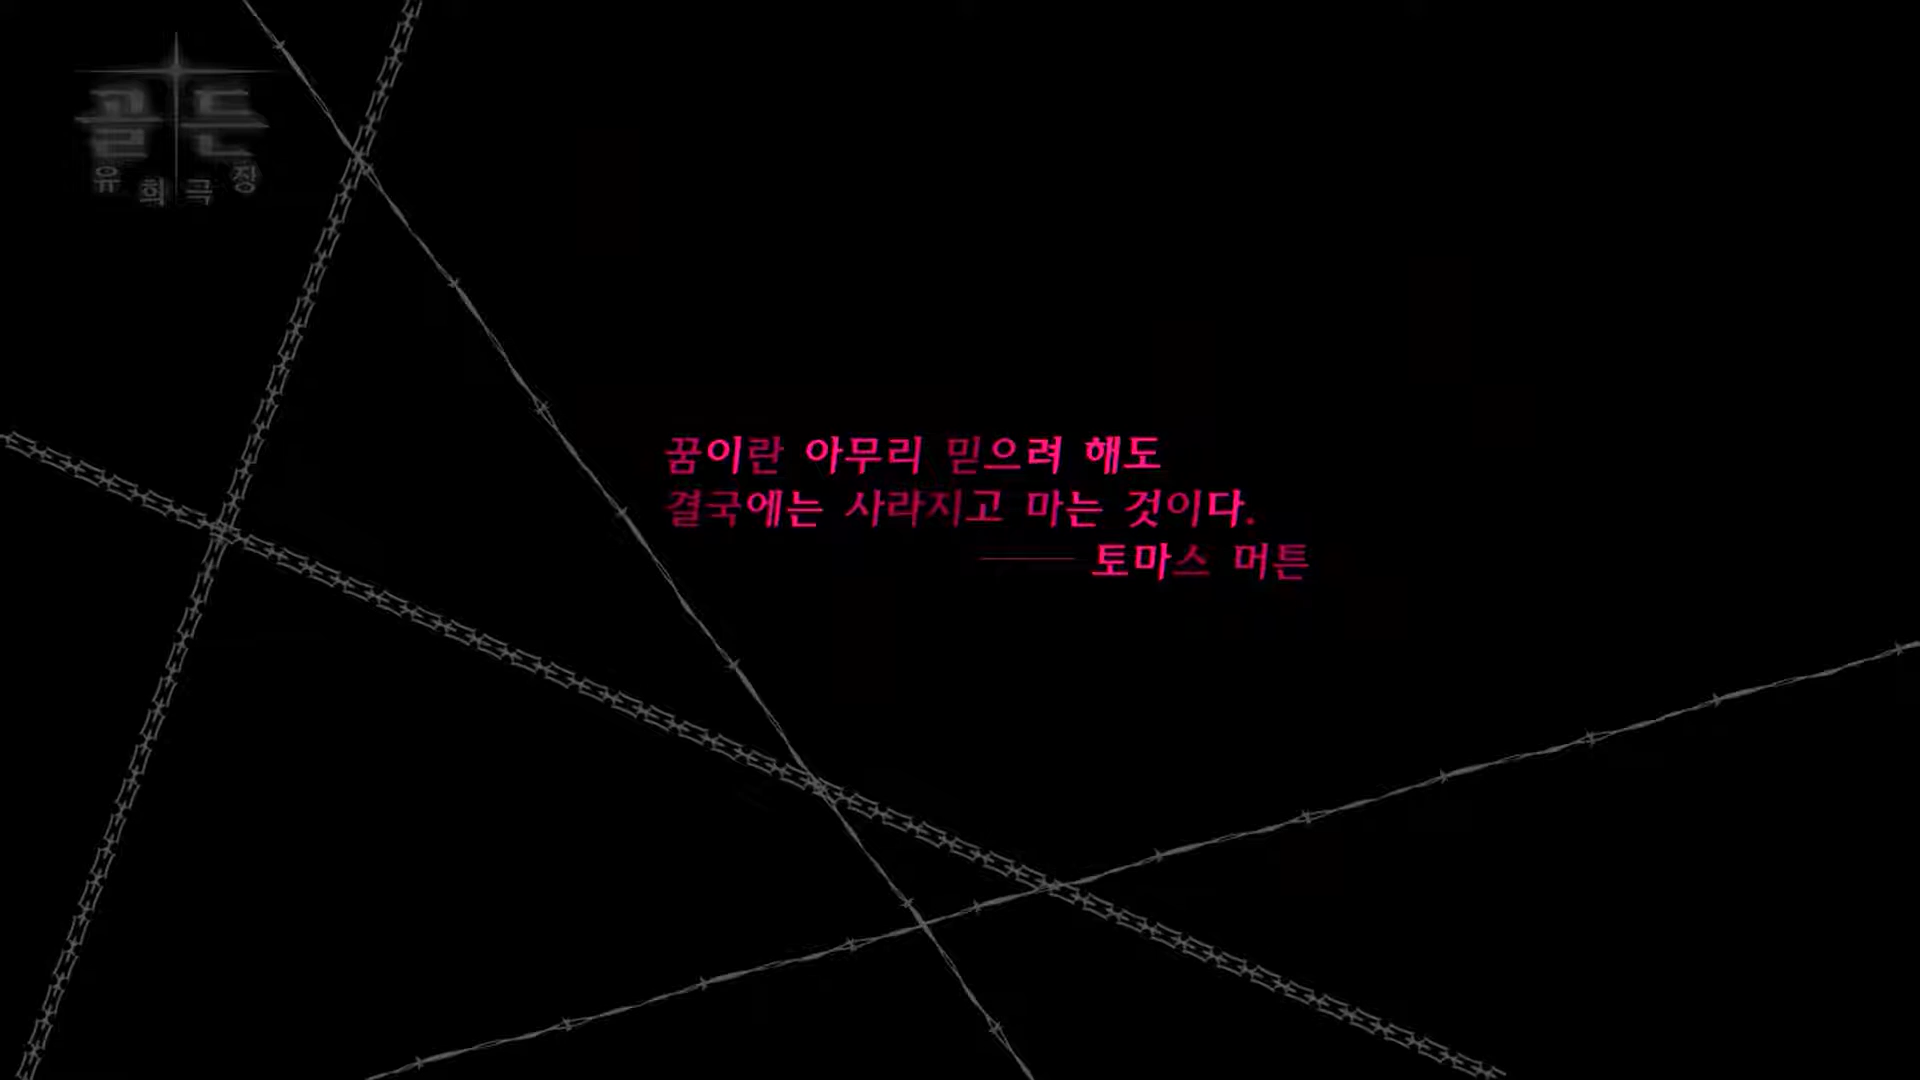 골든
유희극장
꿈이란 아무리 믿으려 해도
결국에는 사라지고 마는 것이다.
── 토마스 머튼